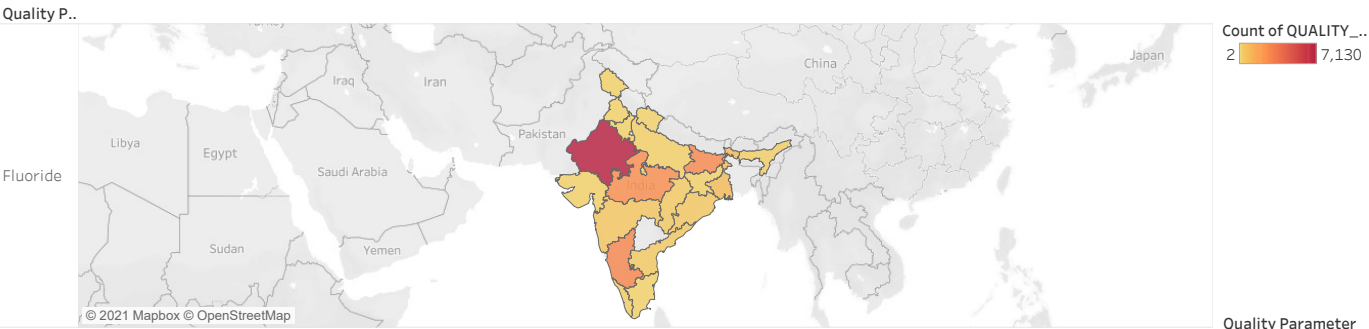 Quality P..
Count of QUALITY_..
2 7,130
Turkey
Japan
China
Iraq
Iran
Pakistan
Libya
Egypt
Saudi Arabia
Fluoride
India
Sudan
Yemen
© 2021 Mapbox © OpenStreetMap
Quality Parameter